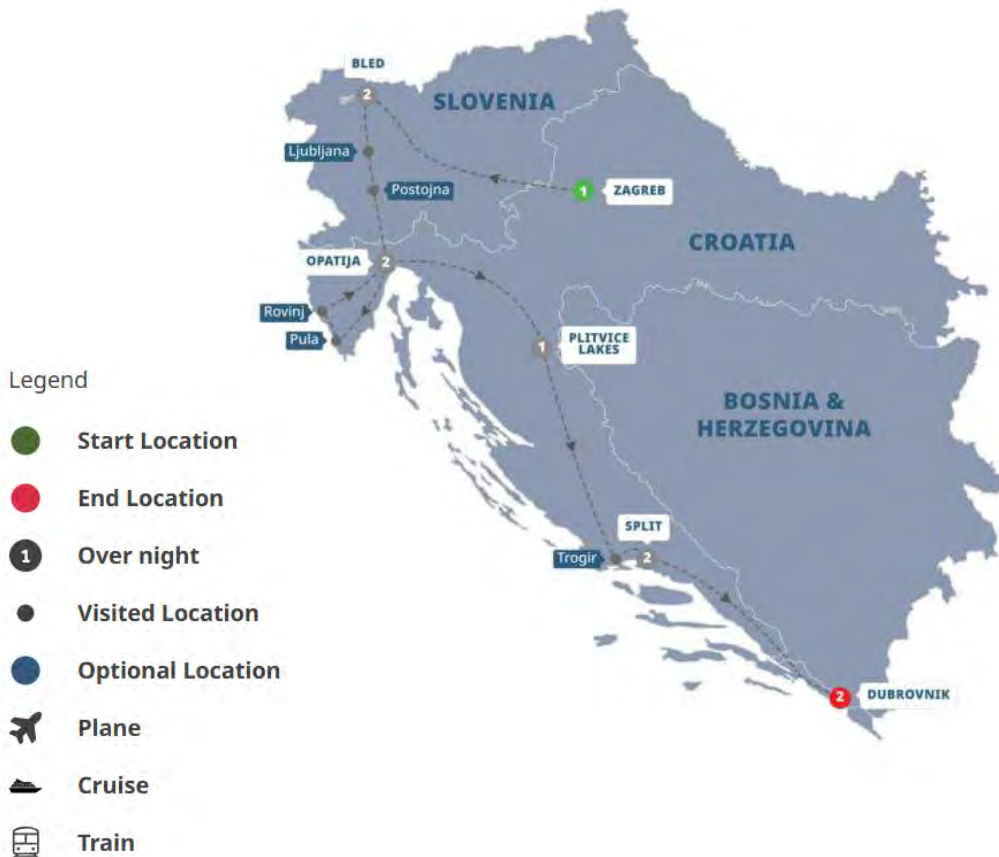 BLED
2
SLOVENIA
Ljubljana
Postojna
1
ZAGREB
CROATIA
OPATIJA
2
Rovinj
Pula
1
PLITVICE
LAKES
BOSNIA &
HERZEGOVINA
SPLIT
Trogir
2
2
DUBROVNIK
Legend
Start Location
End Location
1
Over night
Visited Location
Optional Location
Plane
Cruise
Train